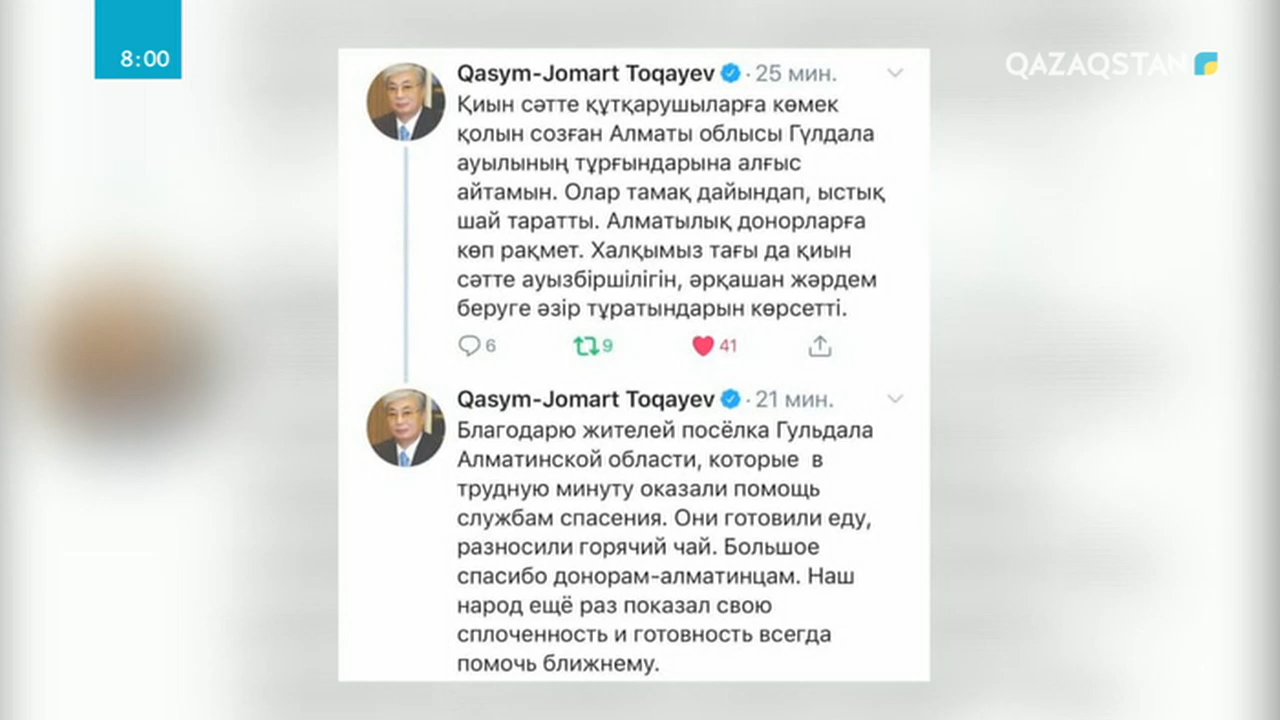 8:00
QAZAQSTAN
Qasym-Jomart Toqayev · 25 мин.
Қиын сәтте құтқарушыларға көмек
қолын созған Алматы облысы Гүлдала
ауылының тұрғындарына алғыс
айтамын. Олар тамақ дайындап, ыстық
шай таратты. Алматылық донорларға
көп рақмет. Халқымыз тағы да қиын
сәтте ауызбіршілігін, әрқашан жәрдем
беруге әзір тұратындарын көрсетті.
6 9 41
Qasym-Jomart Toqayev · 21 мин.
Благодарю жителей посёлка Гульдала
Алматинской области, которые в
трудную минуту оказали помощь
службам спасения. Они готовили еду,
разносили горячий чай. Большое
спасибо донорам-алматинцам. Наш
народ ещё раз показал свою
сплоченность и готовность всегда
помочь ближнему.